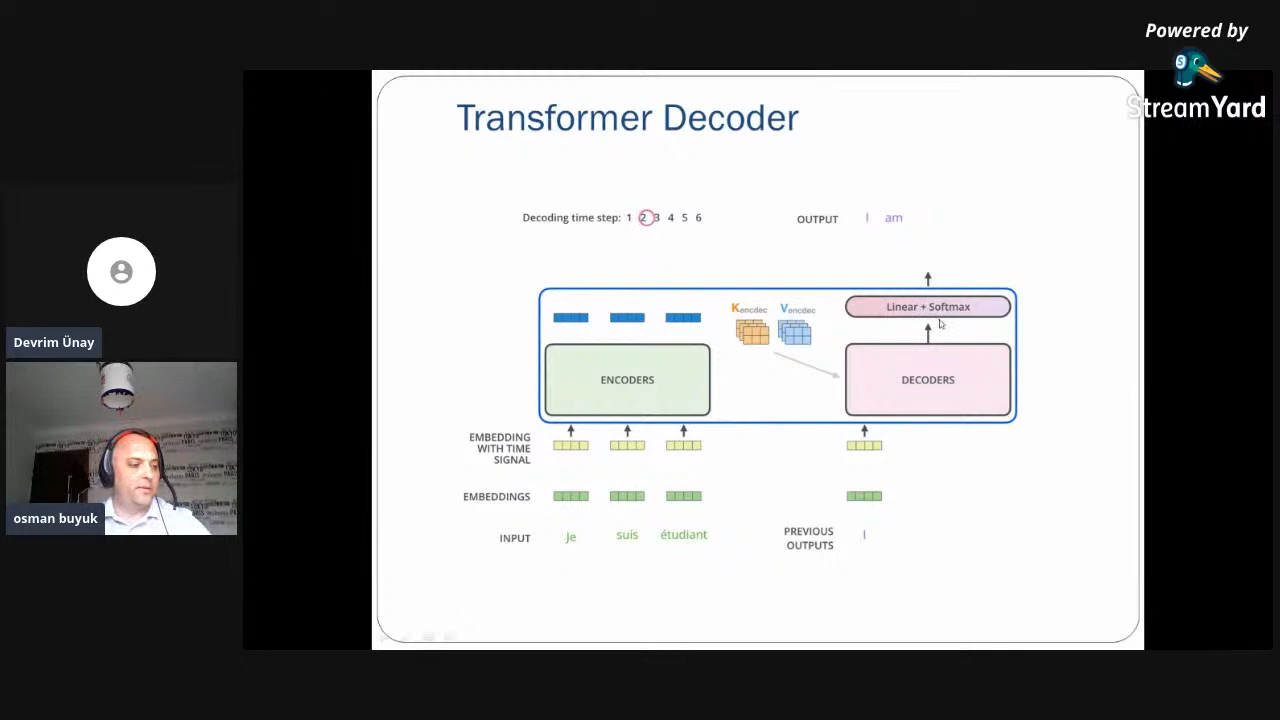 Powered by
StreamYard
Transformer Decoder
Decoding time step: 1 2 3 4 5 6
OUTPUT I am
Kencdec Vencdec
Linear + Softmax
ENCODERS
DECODERS
EMBEDDING
WITH TIME
SIGNAL
EMBEDDINGS
INPUT je suis étudiant
PREVIOUS
OUTPUTS
I
Devrim Ünay
osman buyuk